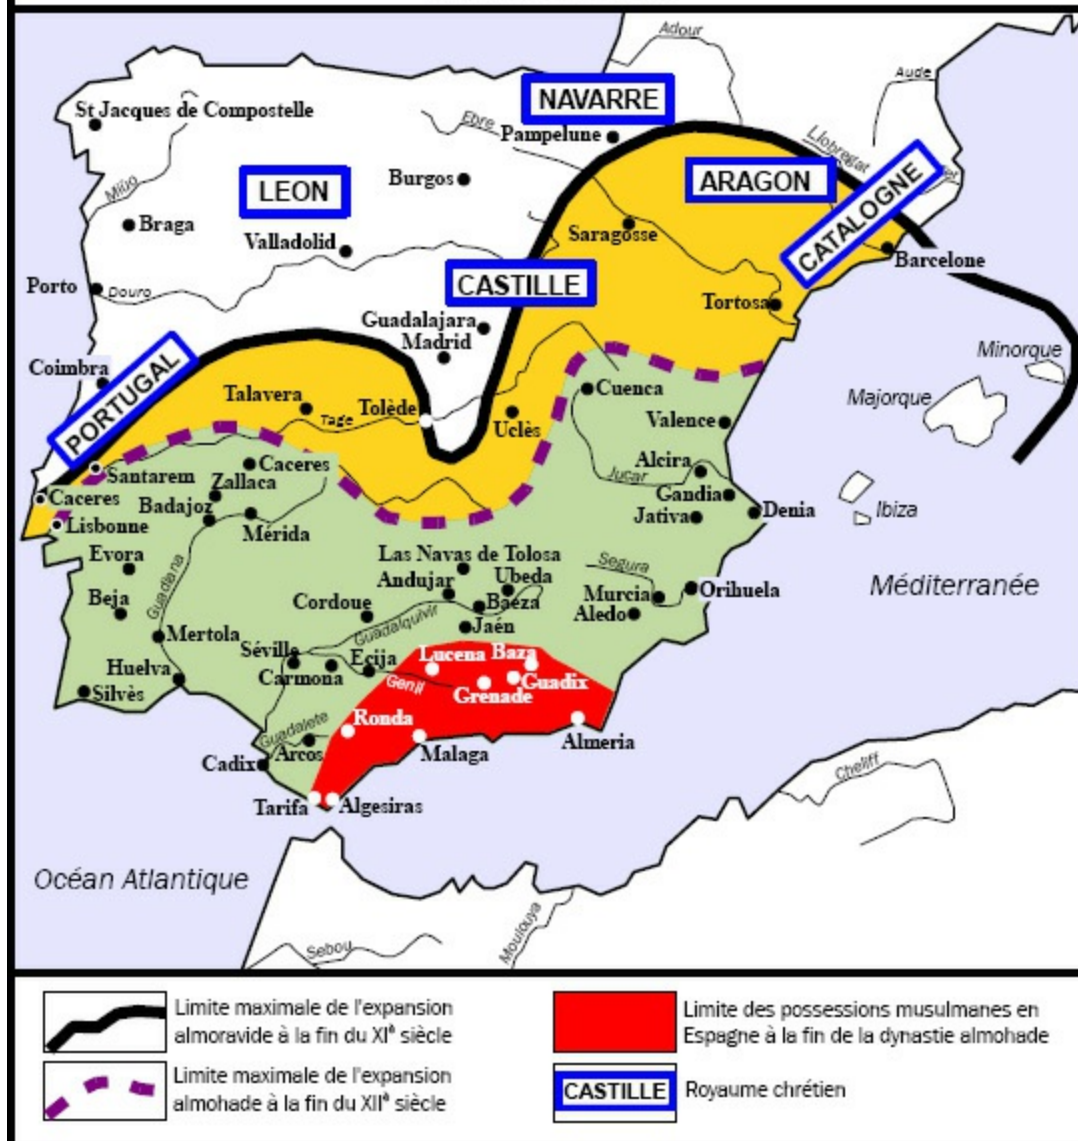 Adour
Aude
NAVARRE
St Jacques de Compostelle
Ebre
Pampelune
Llobregat
LEON
Burgos
ARAGON
CATALOGNE
Braga
Saragosse
Valladolid
Barcelone
Porto
Douro
CASTILLE
Tortosa
Guadalajara
Madrid
Minorque
Coimbra
PORTUGAL
Talavera
Tolède
Tage
Cuenca
Majorque
Uclès
Valence
Santarem
Caceres
Alcira
Jucar
Caceres
Zallaca
Gandia
Badajoz
Jativa
Denia
Ibiza
Lisbonne
Mérida
Evora
Las Navas de Tolosa
Segura
Andujar
Ubeda
Guadiana
Méditerranée
Beja
Cordoue
Baëza
Murcia
Orihuela
Aledo
Guadalquivir
Jaén
Mertola
Séville
Ecija
Lucena
Baza
Huelva
Carmona
Genil
Guadix
Silvès
Grenade
Ronda
Guadalete
Arcos
Malaga
Almeria
Cadix
Cheliff
Tarifa
Algesiras
Océan Atlantique
Moulouya
Sebou
Limite maximale de l'expansion
almoravide à la fin du XIè siècle
Limite maximale de l'expansion
almohade à la fin du XIIè siècle
Limite des possessions musulmanes en
Espagne à la fin de la dynastie almohade
CASTILLE
Royaume chrétien